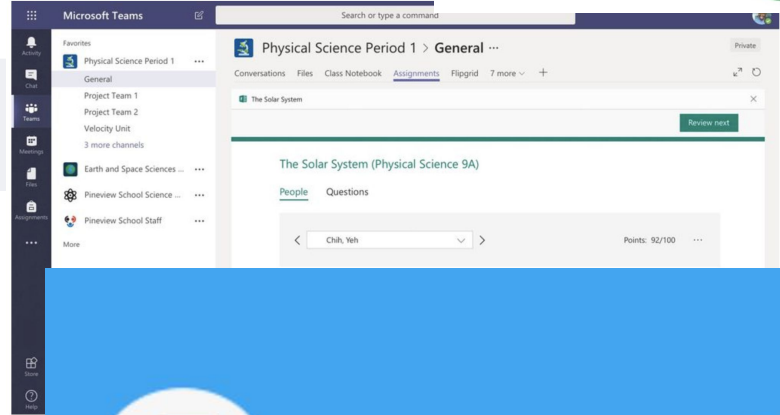 Microsoft Teams
Search or type a command
Activity
Chat
Teams
Meetings
Files
Assignments
Store
Help
Favorites
Physical Science Period 1
General
Project Team 1
Project Team 2
Velocity Unit
3 more channels
Earth and Space Sciences ...
Pineview School Science ...
Pineview School Staff
More
Physical Science Period 1 > General ...
Private
Conversations Files Class Notebook Assignments Flipgrid 7 more +
The Solar System
Review next
The Solar System (Physical Science 9A)
People Questions
Chih, Yeh
Points: 92/100